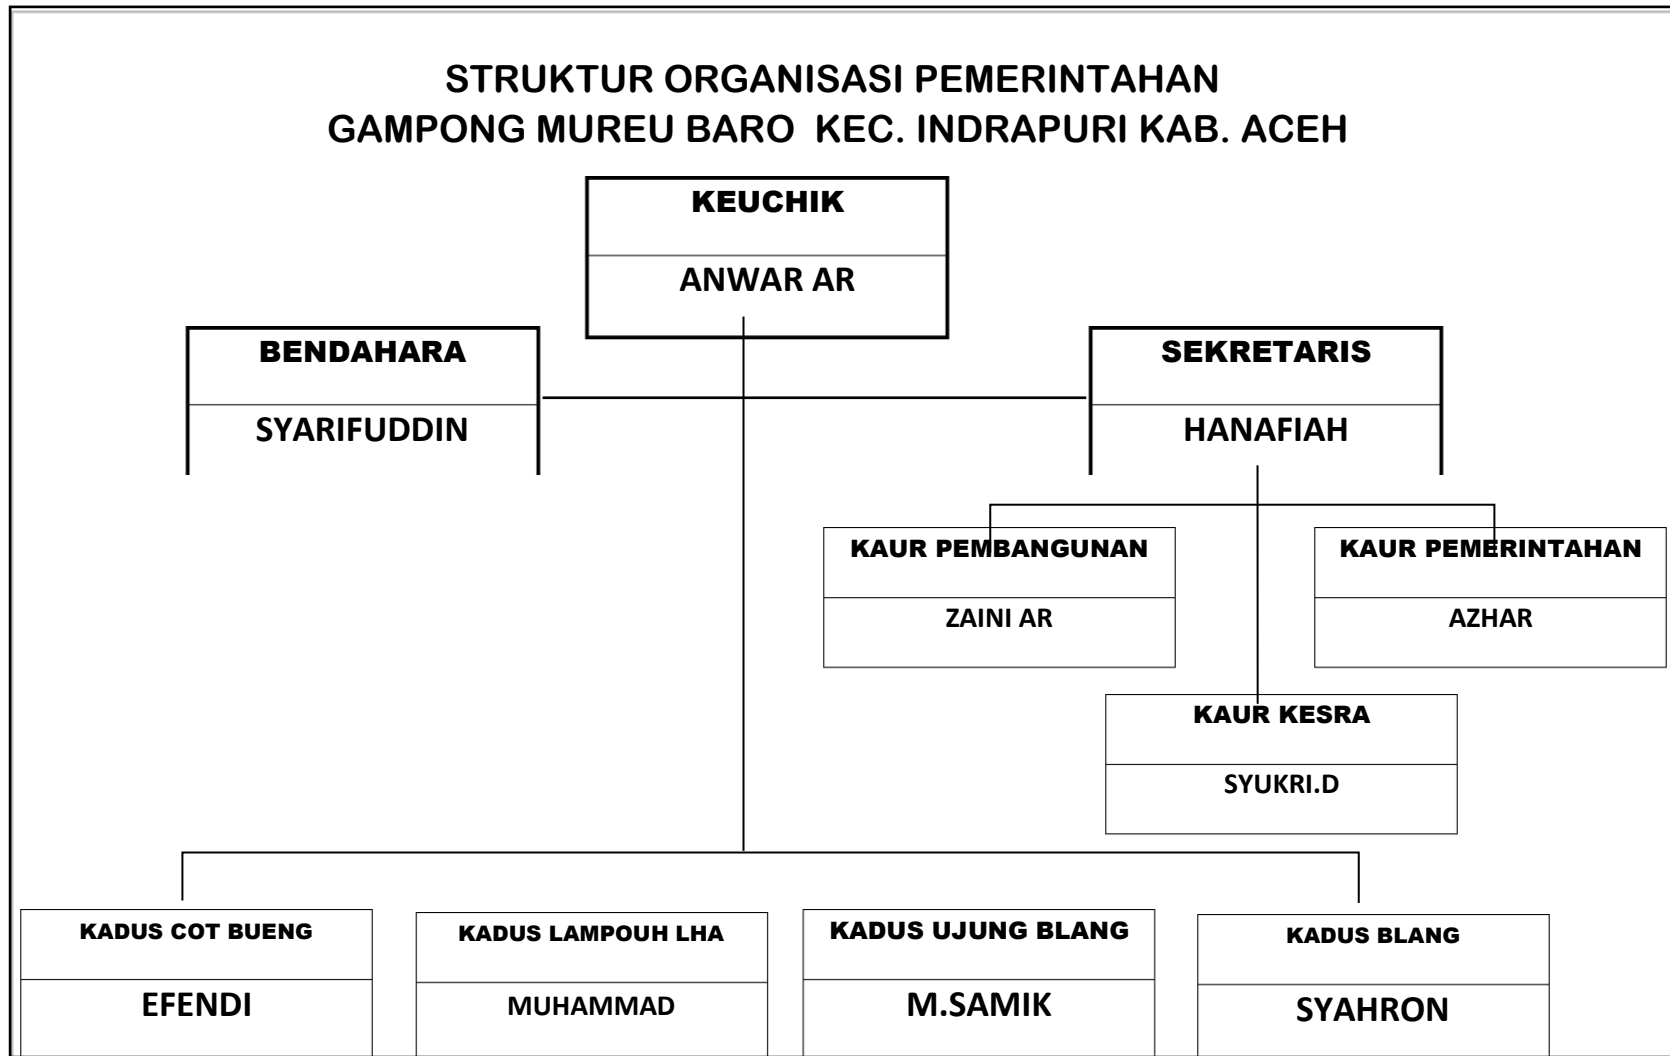 STRUKTUR ORGANISASI PEMERINTAHAN
GAMPONG MUREU BARO KEC. INDRAPURI KAB. ACEH
KEUCHIK
ANWAR AR
BENDAHARA
SYARIFUDDIN
SEKRETARIS
HANAFIAH
KAUR PEMBANGUNAN
ZAINI AR
KAUR PEMERINTAHAN
AZHAR
KAUR KESRA
SYUKRI.D
KADUS COT BUENG
EFENDI
KADUS LAMPOUH LHA
MUHAMMAD
KADUS UJUNG BLANG
M.SAMIK
KADUS BLANG
SYAHRON